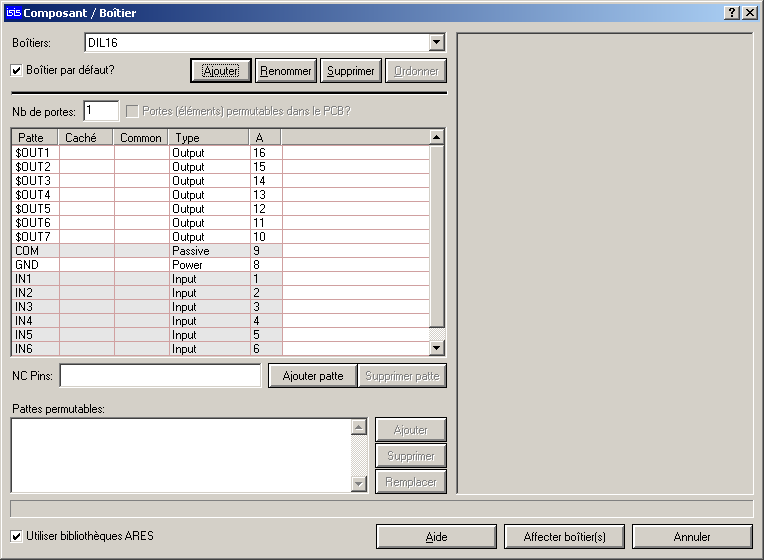 isis Composant / Boîtier
Boîtiers: DIL16
Boîtier par défaut? Ajouter Renommer Supprimer Ordonner
Nb de portes: 1 Portes (éléments) permutables dans le PCB?
Patte Caché Common Type A
$OUT1 Output 16
$OUT2 Output 15
$OUT3 Output 14
$OUT4 Output 13
$OUT5 Output 12
$OUT6 Output 11
$OUT7 Output 10
COM Passive 9
GND Power 8
IN1 Input 1
IN2 Input 2
IN3 Input 3
IN4 Input 4
IN5 Input 5
IN6 Input 6
NC Pins: Ajouter patte Supprimer patte
Pattes permutables:
Ajouter
Supprimer
Remplacer
Utiliser bibliothèques ARES Aide Affecter boîtier(s) Annuler